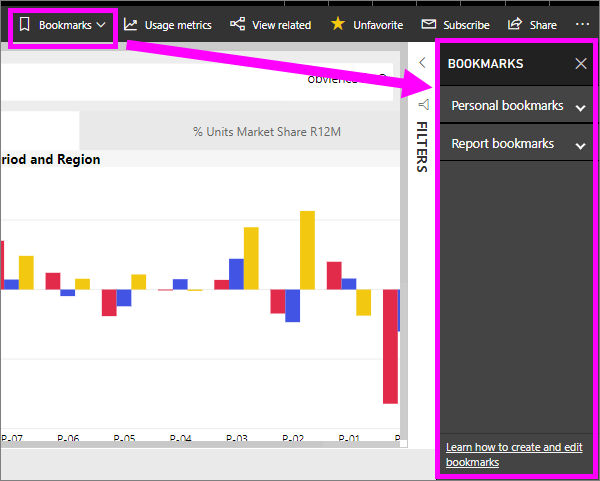 Bookmarks
Usage metrics
View related
Unfavorite
Subscribe
Share
BOOKMARKS
Personal bookmarks
Report bookmarks
FILTERS
% Units Market Share R12M
riod and Region
P-07 P-06 P-05 P-04 P-03 P-02 P-01
Learn how to create and edit
bookmarks